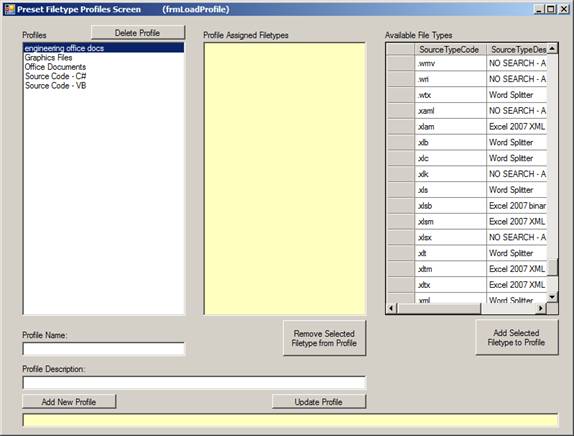 Preset Filetype Profiles Screen (frmLoadProfile)
Profiles
Delete Profile
Profile Assigned Filetypes
Available File Types
engineering office docs
Graphics Files
Office Documents
Source Code - C#
Source Code - VB
SourceTypeCode SourceTypeDes
.wmv NO SEARCH - A
.wri NO SEARCH - A
.wtx Word Splitter
.xaml NO SEARCH - A
.xlam Excel 2007 XML
.xlb Word Splitter
.xlc Word Splitter
.xlk NO SEARCH - A
.xls Word Splitter
.xlsb Excel 2007 binar
.xlsm Excel 2007 XML
.xlsx NO SEARCH - A
.xlt Word Splitter
.xltm Excel 2007 XML
.xltx Excel 2007 XML
.xml Word Splitter
Profile Name:
Remove Selected
Filetype from Profile
Add Selected
Filetype to Profile
Profile Description:
Add New Profile
Update Profile